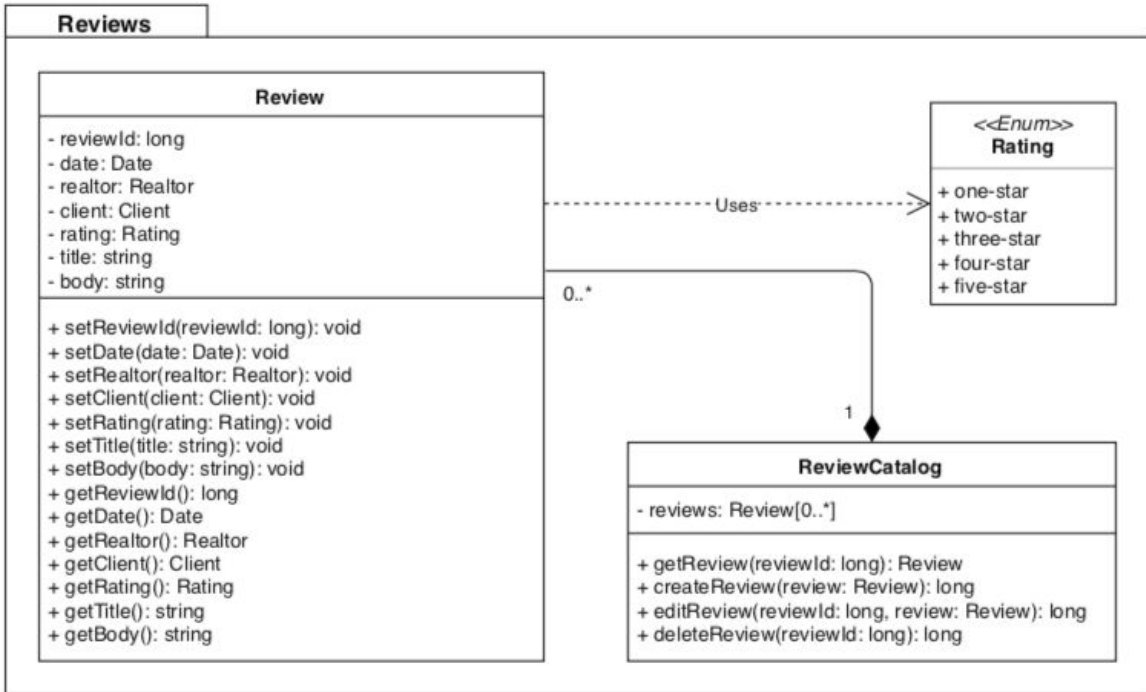 Reviews
Review
- reviewId: long
- date: Date
- realtor: Realtor
- client: Client
- rating: Rating
- title: string
- body: string
+ setReviewId(reviewId: long): void
+ setDate(date: Date): void
+ setRealtor(realtor: Realtor): void
+ setClient(client: Client): void
+ setRating(rating: Rating): void
+ setTitle(title: string): void
+ setBody(body: string): void
+ getReviewId(): long
+ getDate(): Date
+ getRealtor(): Realtor
+ getClient(): Client
+ getRating(): Rating
+ getTitle(): string
+ getBody(): string
Uses
<<Enum>>
Rating
+ one-star
+ two-star
+ three-star
+ four-star
+ five-star
0..*
1
ReviewCatalog
- reviews: Review[0..*]
+ getReview(reviewId: long): Review
+ createReview(review: Review): long
+ editReview(reviewId: long, review: Review): long
+ deleteReview(reviewId: long): long